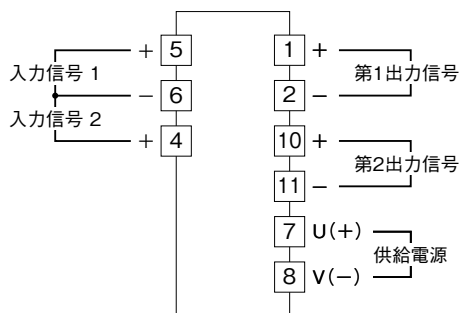 入力信号 1
入力信号 2
+ 5
− 6
+ 4
1 +
2 −
第1出力信号
10 +
11 −
第2出力信号
7 U(+)
8 V(−)
供給電源